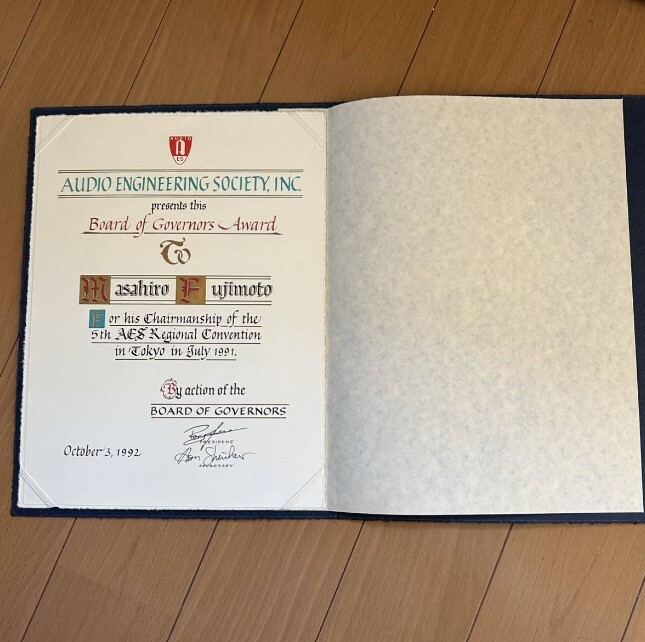 AUDIO
A
ES
AUDIO ENGINEERING SOCIETY, INC.
presents this
Board of Governors Award
To
Masahiro Fujimoto
For his Chairmanship of the
5th AES Regional Convention
in Tokyo in July 1991.
By action of the
BOARD OF GOVERNORS
PRESIDENT
October 3, 1992
SECRETARY